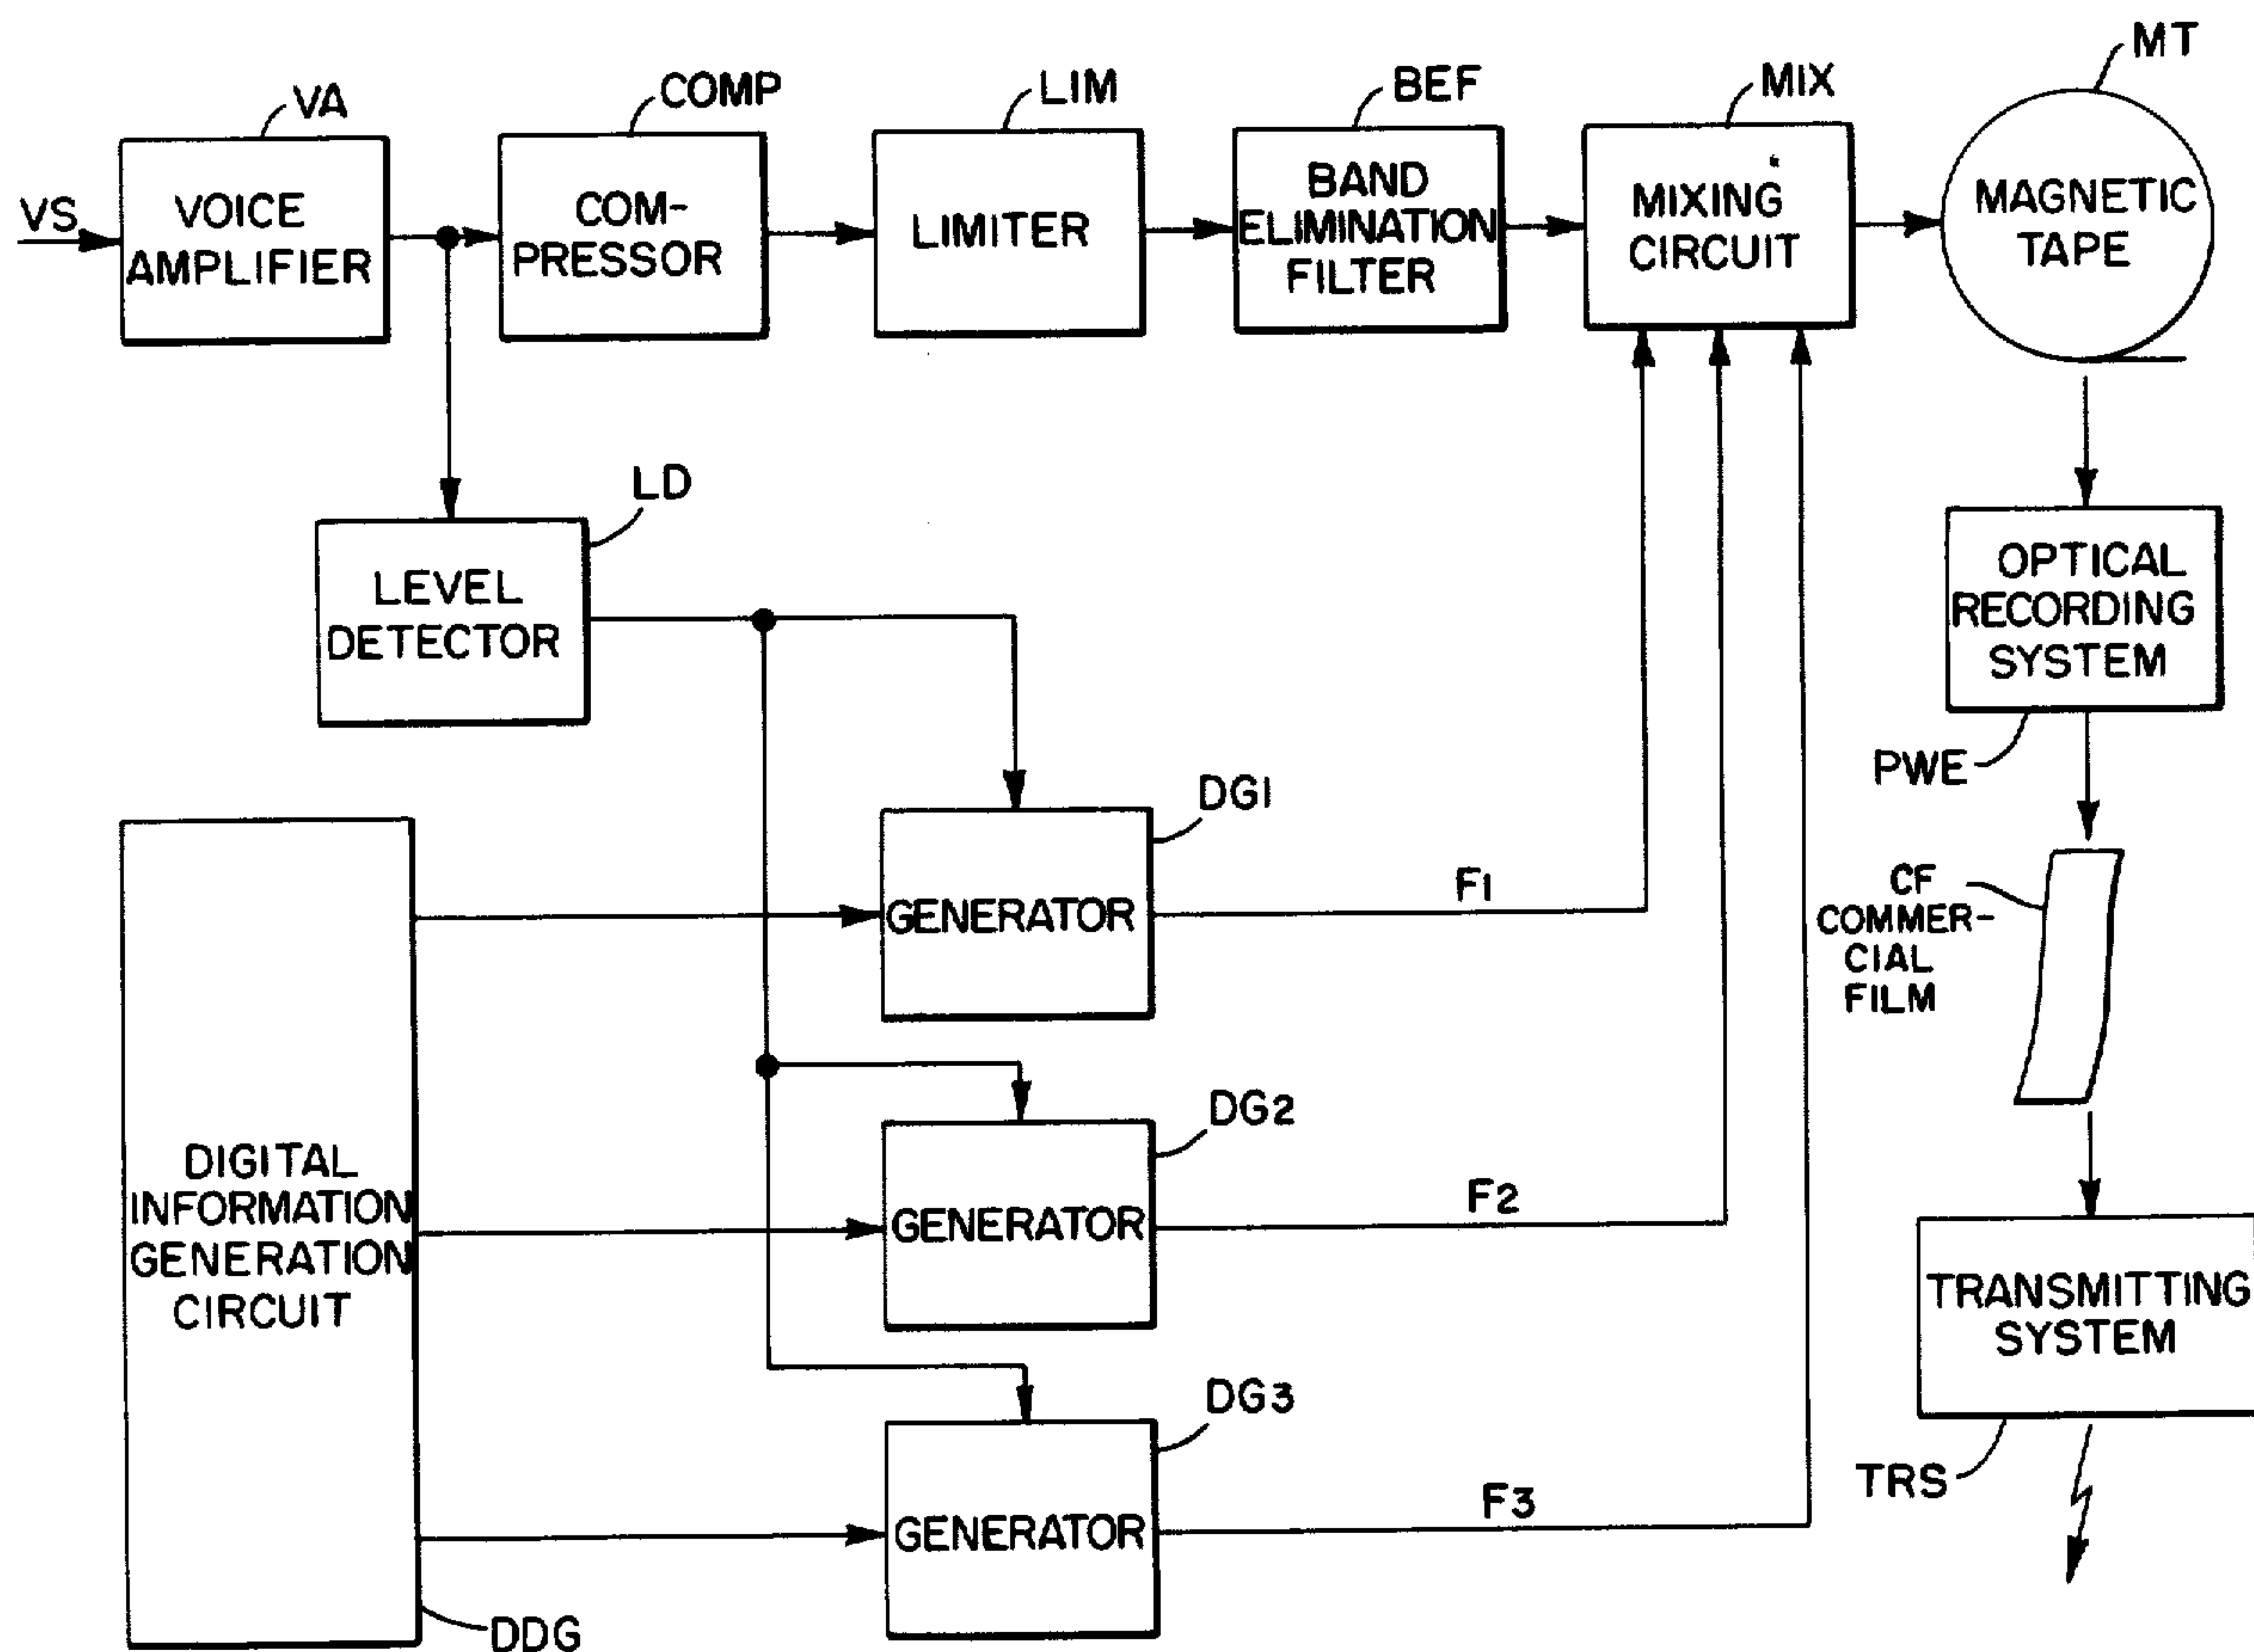 VA
COMP
LIM
BEF
MIX
MT
VS
VOICE
AMPLIFIER
COM-
PRESSOR
LIMITER
BAND
ELIMINATION
FILTER
MIXING
CIRCUIT
MAGNETIC
TAPE
LD
LEVEL
DETECTOR
OPTICAL
RECORDING
SYSTEM
PWE
DG1
GENERATOR
F1
CF
COMMER-
CIAL
FILM
DG2
GENERATOR
F2
DIGITAL
INFORMATION
GENERATION
CIRCUIT
TRANSMITTING
SYSTEM
DG3
GENERATOR
F3
TRS
DDG